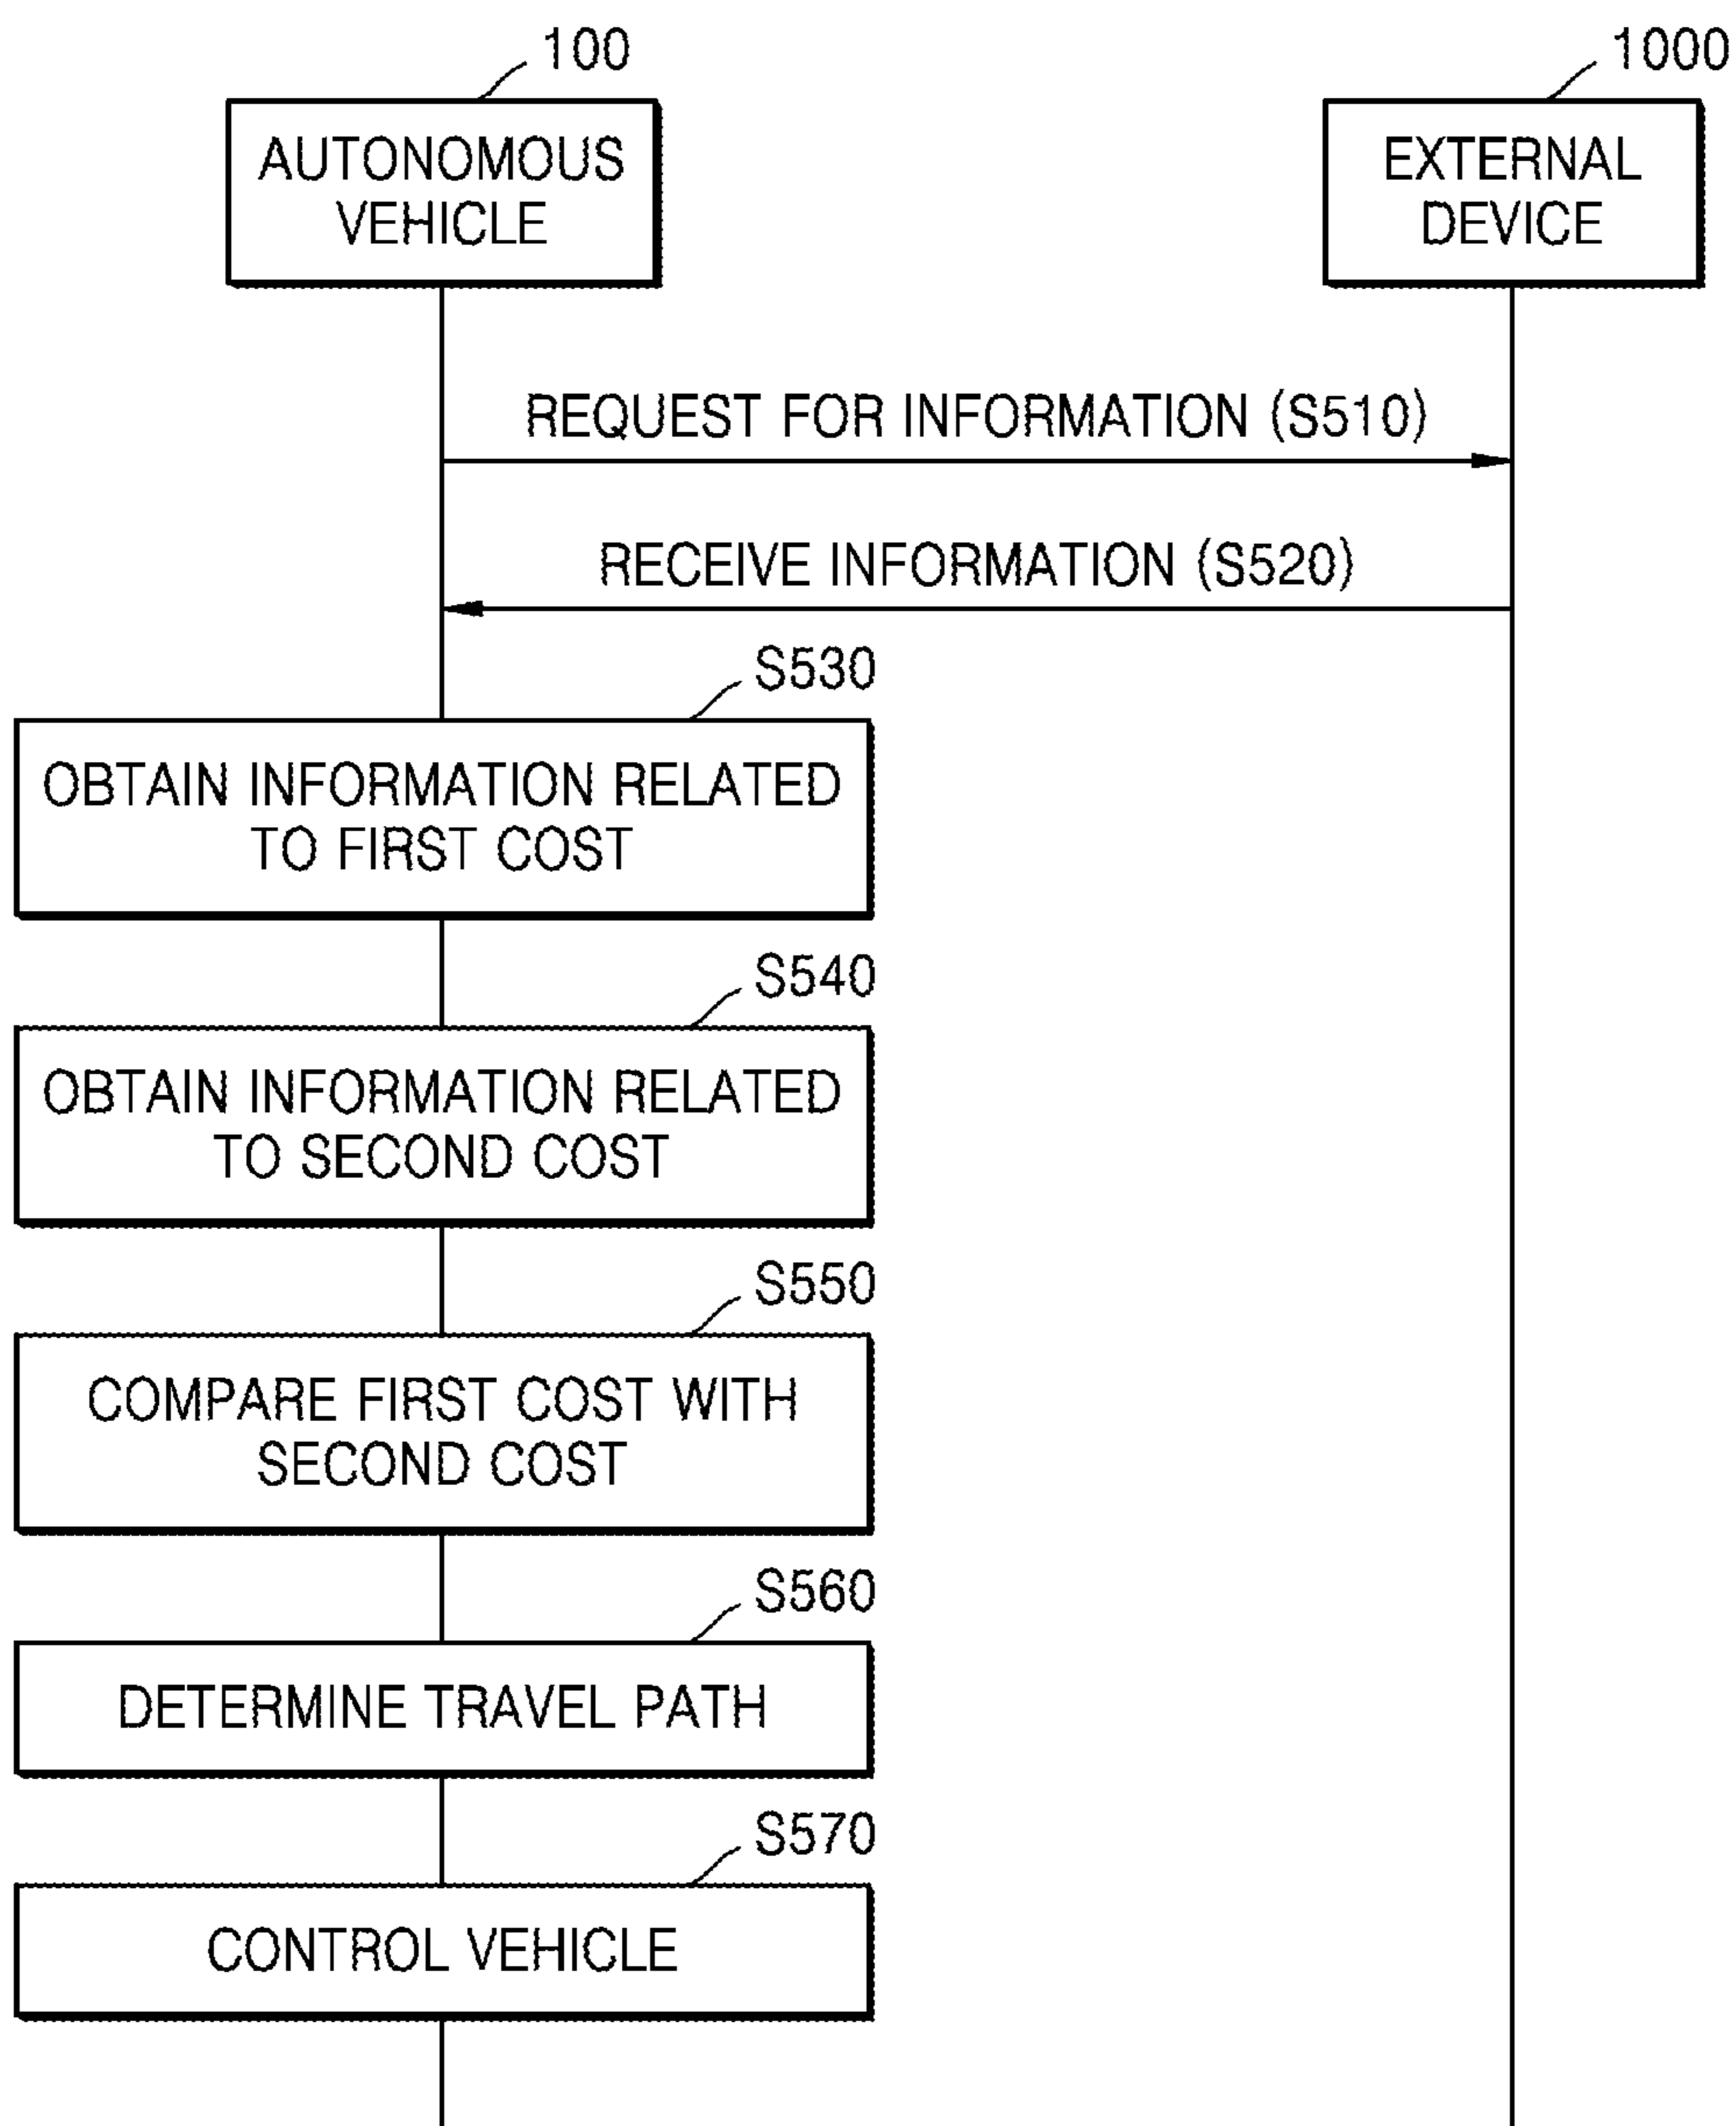 100
AUTONOMOUS
VEHICLE
1000
EXTERNAL
DEVICE
REQUEST FOR INFORMATION (S510)
RECEIVE INFORMATION (S520)
S530
OBTAIN INFORMATION RELATED
TO FIRST COST
S540
OBTAIN INFORMATION RELATED
TO SECOND COST
S550
COMPARE FIRST COST WITH
SECOND COST
S560
DETERMINE TRAVEL PATH
S570
CONTROL VEHICLE